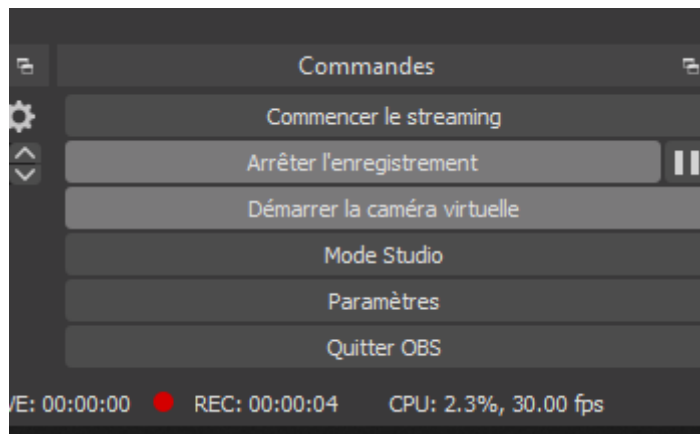 Commandes
Commencer le streaming
Arrêter l'enregistrement
Démarrer la caméra virtuelle
Mode Studio
Paramètres
Quitter OBS
VE: 00:00:00 REC: 00:00:04 CPU: 2.3%, 30.00 fps